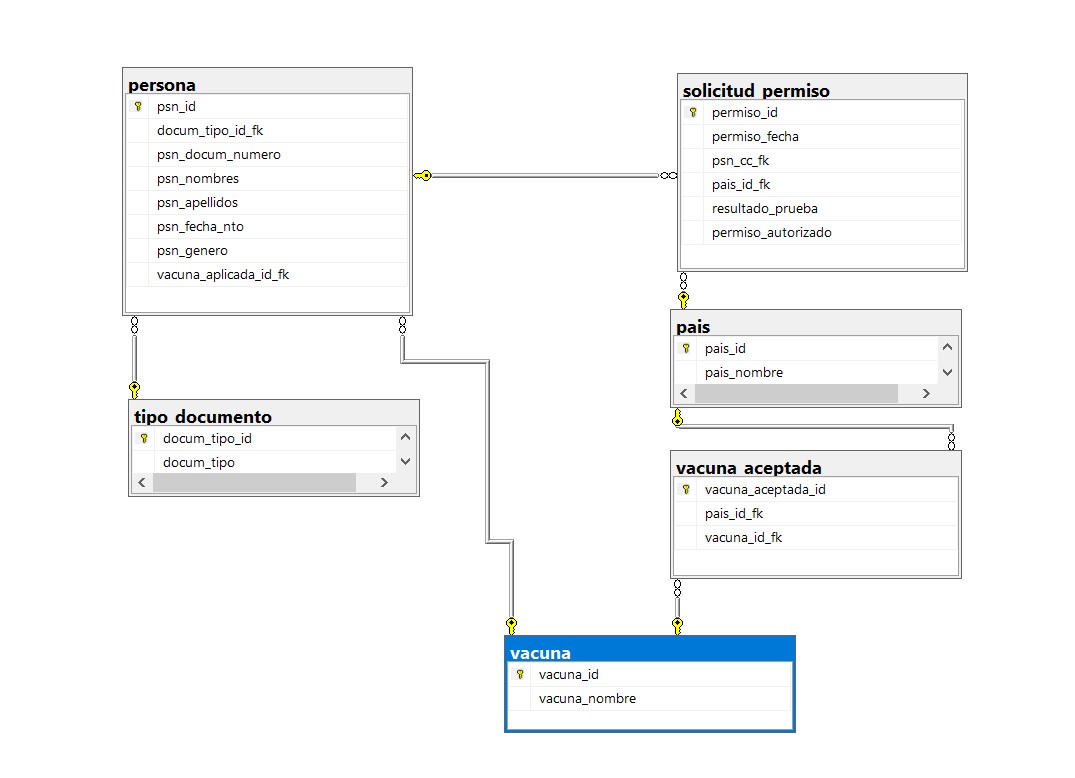 persona
psn_id
docum_tipo_id_fk
psn_docum_numero
psn_nombres
psn_apellidos
psn_fecha_nto
psn_genero
vacuna_aplicada_id_fk
solicitud_permiso
permiso_id
permiso_fecha
psn_cc_fk
pais_id_fk
resultado_prueba
permiso_autorizado
pais
pais_id
pais_nombre
tipo_documento
docum_tipo_id
docum_tipo
vacuna_aceptada
vacuna_aceptada_id
pais_id_fk
vacuna_id_fk
vacuna
vacuna_id
vacuna_nombre